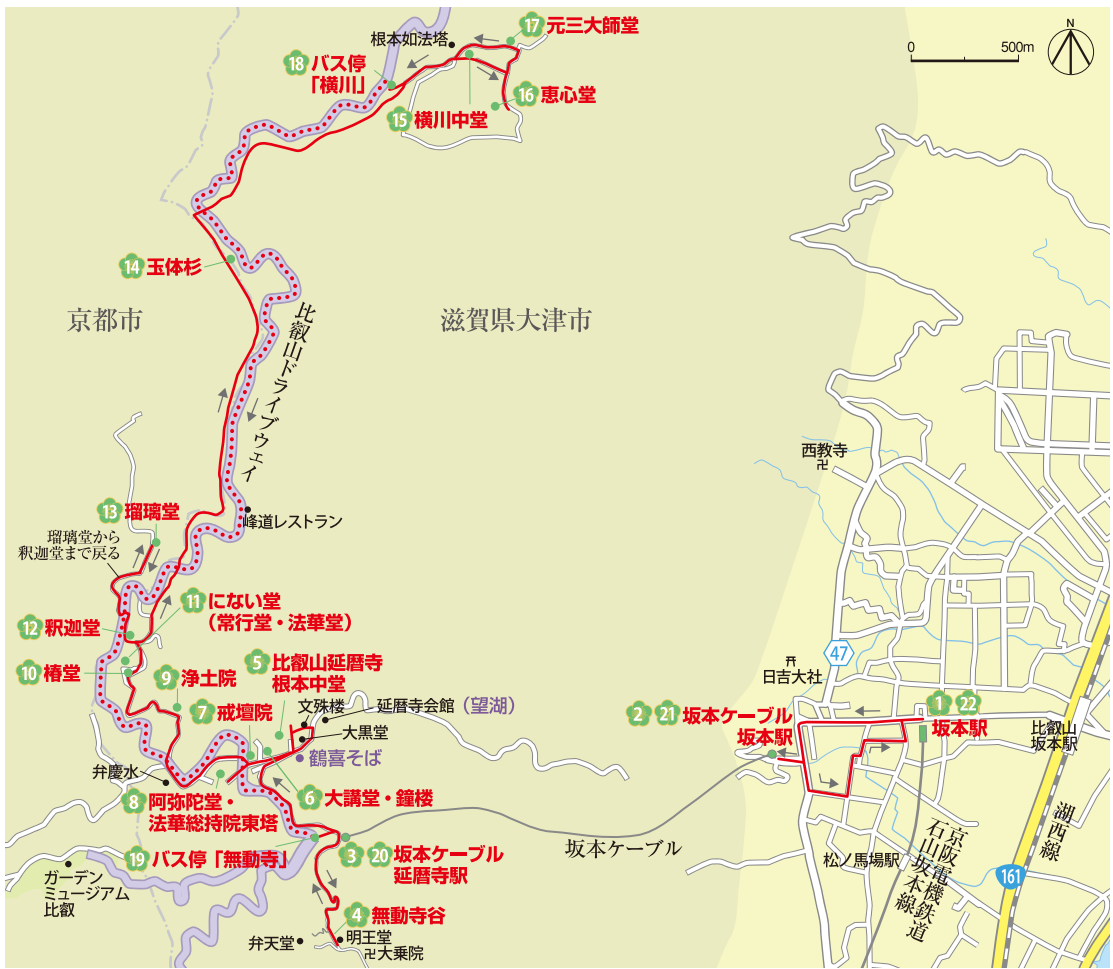 17 元三大師堂
根本如法塔
18 バス停
「横川」
16 恵心堂
15 横川中堂
0 500m
N
14 玉体杉
京都市
滋賀県大津市
比叡山ドライブウェイ
西教寺
卍
13 瑠璃堂
峰道レストラン
瑠璃堂から
釈迦堂まで戻る
11 にない堂
(常行堂・法華堂)
12 釈迦堂
10 椿堂
9 浄土院
5 比叡山延暦寺
根本中堂
7 戒壇院
文殊楼
延暦寺会館(望湖)
大黒堂
鶴喜そば
弁慶水
6 大講堂・鐘楼
8 阿弥陀堂・
法華総持院東塔
19 バス停「無動寺」
3 20 坂本ケーブル
延暦寺駅
ガーデン
ミュージアム
比叡
4 無動寺谷
弁天堂
明王堂
卍大乗院
坂本ケーブル
47
日吉大社
2 21 坂本ケーブル
坂本駅
1 22
坂本駅
比叡山
坂本駅
湖西線
松ノ馬場駅
京阪電機鉄道
石山坂本線
161